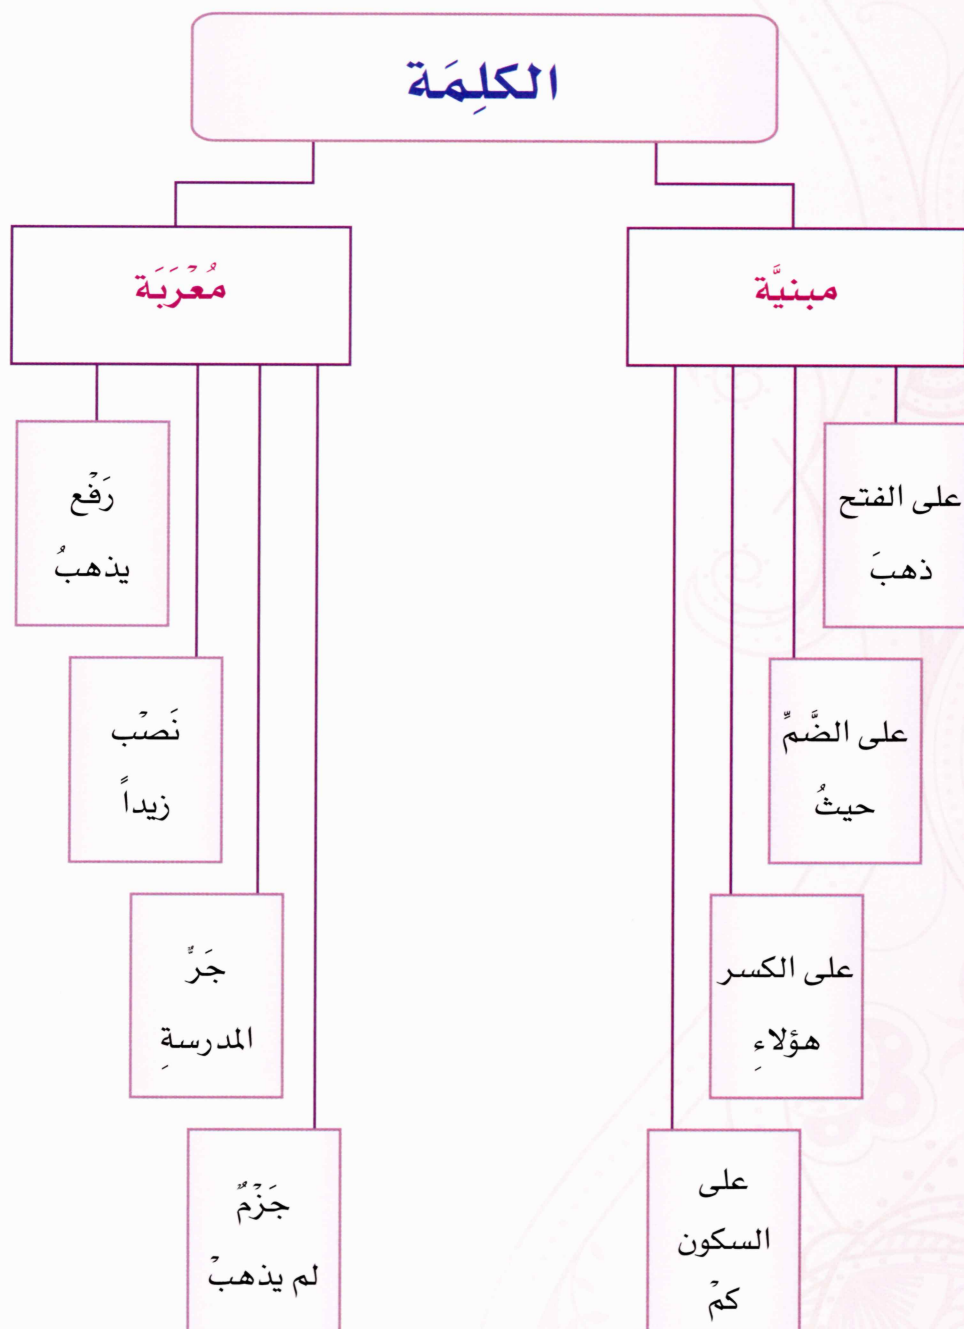 الكلِمَة
مبنيَّة
مُعْرَبَة
على الفتح
ذهبَ
على الضَّمِّ
حيثُ
على الكسر
هؤلاءِ
على
السكون
كمْ
رَفْع
يذهبُ
نَصْب
زيداً
جَرٌّ
المدرسةِ
جَزْمٌ
لم يذهبْ